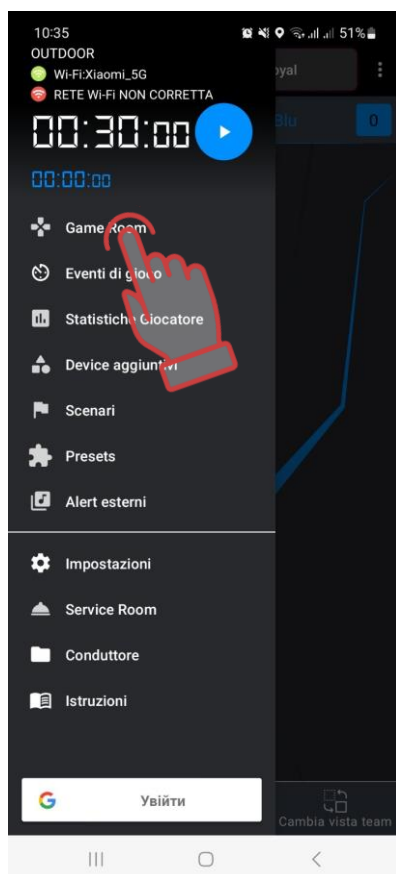 10:35
51%
OUTDOOR
Wi-Fi:Xiaomi_5G
RETE Wi-Fi NON CORRETTA
00:30:00
00:00:00
Game Room
Eventi di gioco
Statistiche Giocatore
Device aggiuntivi
Scenari
Presets
Alert esterni
Impostazioni
Service Room
Conduttore
Istruzioni
G
Увійти
oyal
Blu
0
Cambia vista team